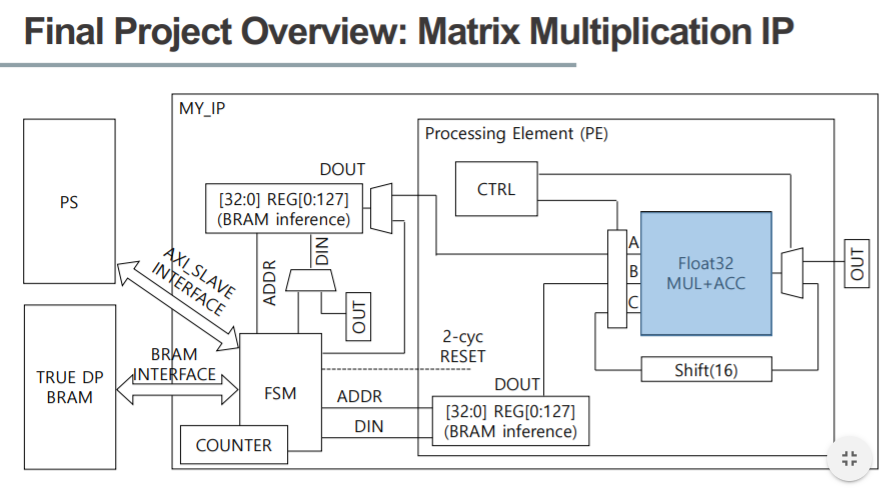 Final Project Overview: Matrix Multiplication IP
MY_IP
PS
AXI_SLAVE
INTERFACE
TRUE DP
BRAM
BRAM
INTERFACE
DOUT
[32:0] REG[0:127]
(BRAM inference)
ADDR
DIN
OUT
FSM
COUNTER
2-cyc
RESET
ADDR
DIN
Processing Element (PE)
CTRL
A
B
C
Float32
MUL+ACC
OUT
Shift(16)
DOUT
[32:0] REG[0:127]
(BRAM inference)